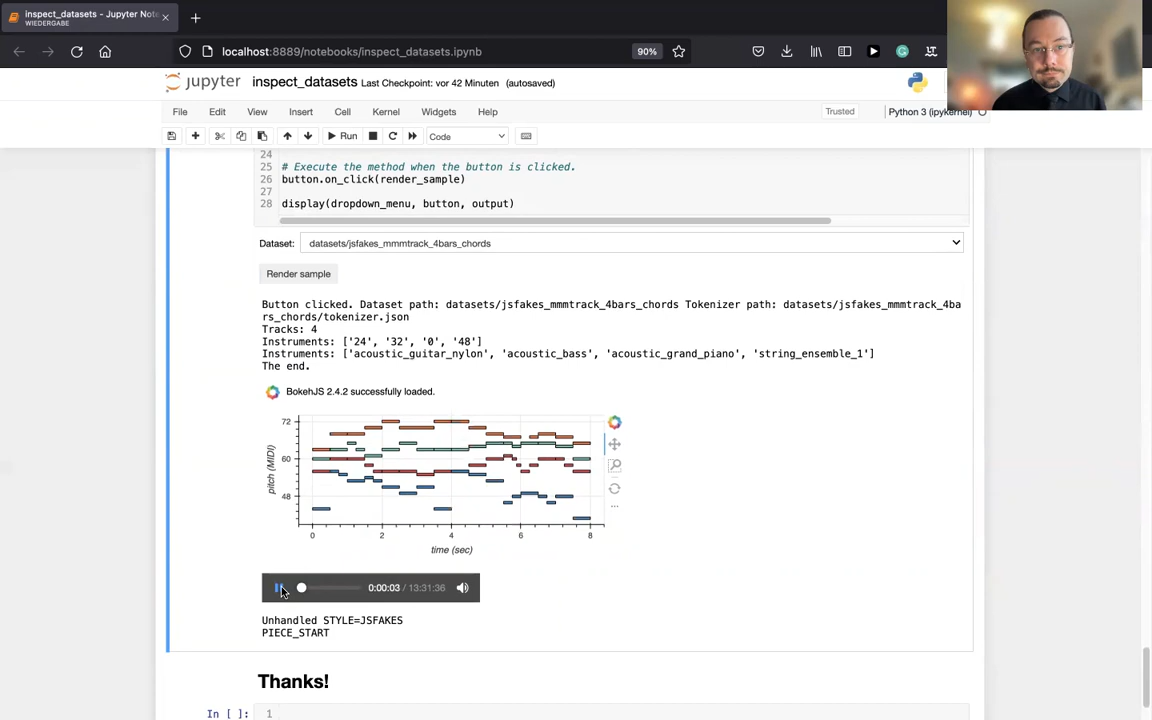 inspect_datasets - Jupyter Not
WIEDERGABE
localhost:8889/notebooks/inspect_datasets.ipynb
90%
jupyter inspect_datasets Last Checkpoint: vor 42 Minuten (autosaved)
File Edit View Insert Cell Kernel Widgets Help
Trusted
Python 3 (ipykernel)
Run
Code
24
25 # Execute the method when the button is clicked.
26 button.on_click(render_sample)
27
28 display(dropdown_menu, button, output)
Dataset: datasets/jsfakes_mmmtrack_4bars_chords
Render sample
Button clicked. Dataset path: datasets/jsfakes_mmmtrack_4bars_chords Tokenizer path: datasets/jsfakes_mmmtrack_4ba
rs_chords/tokenizer.json
Tracks: 4
Instruments: ['24', '32', '0', '48']
Instruments: ['acoustic_guitar_nylon', 'acoustic_bass', 'acoustic_grand_piano', 'string_ensemble_1']
The end.
BokehJS 2.4.2 successfully loaded.
72
60
48
pitch (MIDI)
0 2 4 6 8
time (sec)
0:00:03 / 13:31:36
Unhandled STYLE=JSFAKES
PIECE_START
Thanks!
In [ ]: 1